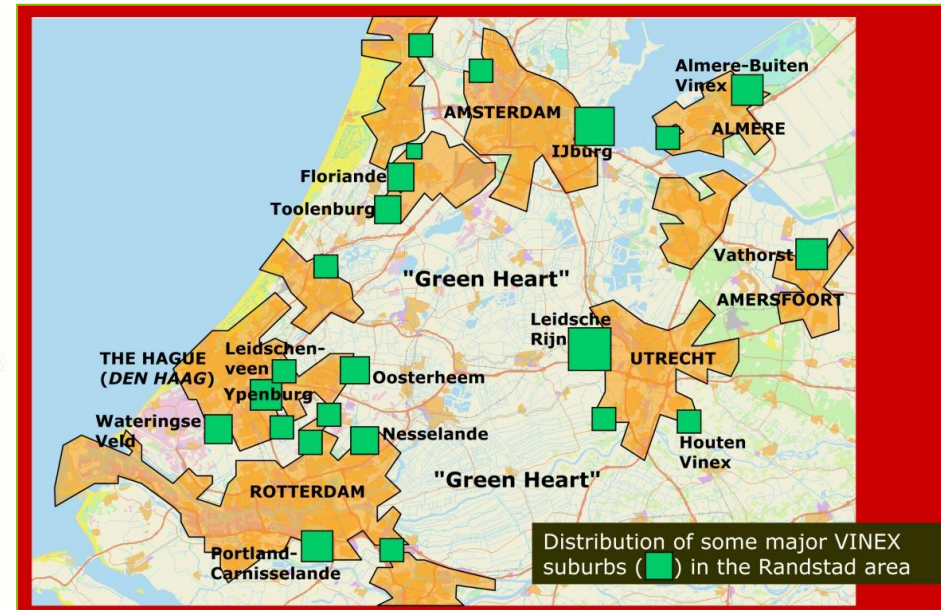 Almere-Buiten
Vinex
AMSTERDAM
ALMERE
IJburg
Floriande
Toolenburg
Vathorst
"Green Heart"
AMERSFOORT
Leidsche
Rijn
UTRECHT
THE HAGUE
(DEN HAAG)
Leidschen-
veen
Oosterheem
Ypenburg
Wateringse
Veld
Nesselande
Houten
Vinex
"Green Heart"
ROTTERDAM
Portland-
Carnisselande
Distribution of some major VINEX
suburbs ( ) in the Randstad area